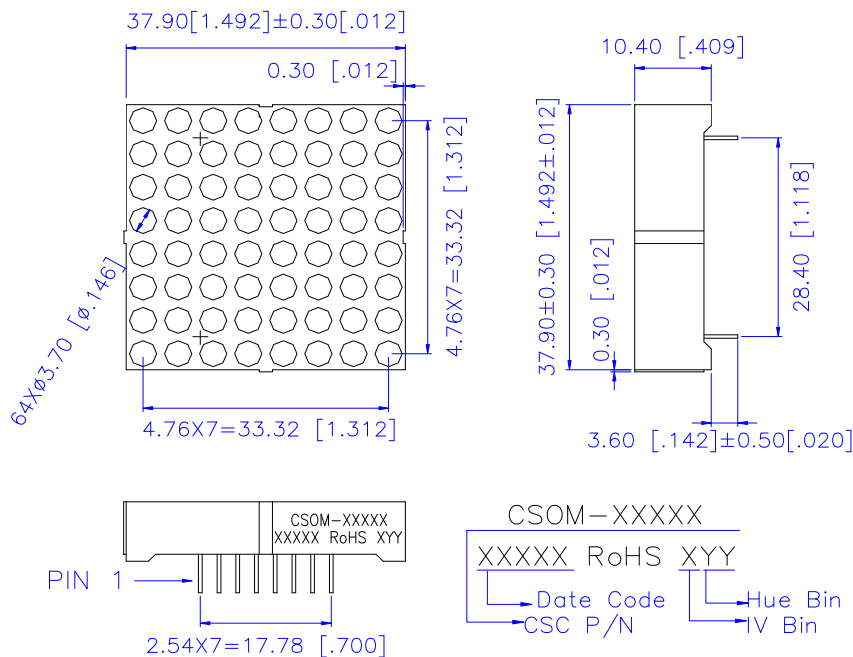 37.90[1.492]±0.30[.012]
0.30 [.012]
4.76X7=33.32 [1.312]
64Xø3.70 [ø.146]
4.76X7=33.32 [1.312]
10.40 [.409]
37.90±0.30 [1.492±.012]
0.30 [.012]
28.40 [1.118]
3.60 [.142]±0.50[.020]
CSOM-XXXXX
XXXXX RoHS XYY
PIN 1
2.54X7=17.78 [.700]
CSOM-XXXXX
XXXXX RoHS XYY
Date Code
Hue Bin
CSC P/N
IV Bin